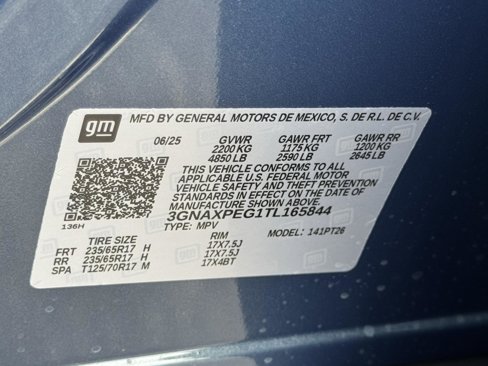 gm
MFD BY GENERAL MOTORS DE MEXICO, S. DE R.L. DE C.V.
06/25 GVWR GAWR FRT GAWR RR
2200 KG 1175 KG 1200 KG
4850 LB 2590 LB 2645 LB
THIS VEHICLE CONFORMS TO ALL
APPLICABLE U.S. FEDERAL MOTOR
VEHICLE SAFETY AND THEFT PREVENTION
STANDARDS IN EFFECT ON THE DATE OF
MANUFACTURE SHOWN ABOVE.
3GNAXPEG1TL165844
136H
TYPE: MPV MODEL: 141PT26
TIRE SIZE RIM
FRT 235/65R17 H 17X7.5J
RR 235/65R17 H 17X7.5J
SPA T125/70R17 M 17X4BT